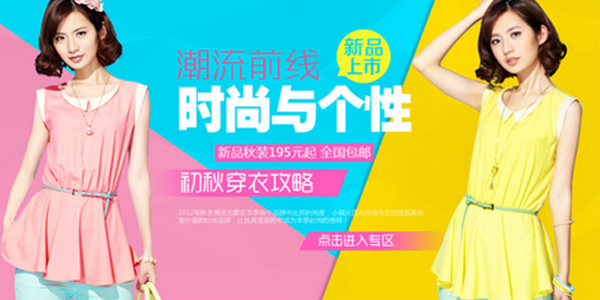 潮流前线
新品
上市
时尚与个性
新品秋装195元起 全国包邮
初秋穿衣攻略
点击进入专区